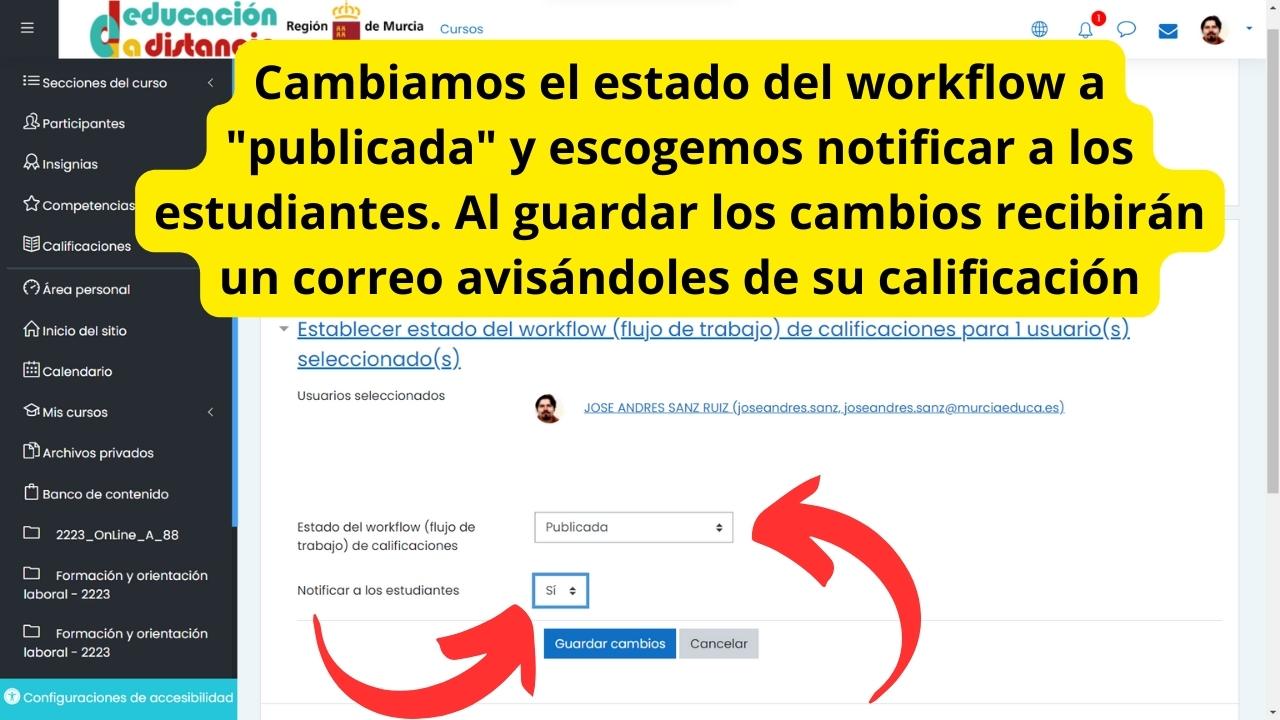 educación
a distancia
Región de Murcia
Cursos
1
Cambiamos el estado del workflow a
"publicada" y escogemos notificar a los
estudiantes. Al guardar los cambios recibirán
un correo avisándoles de su calificación
Secciones del curso
Participantes
Insignias
Competencias
Calificaciones
Área personal
Inicio del sitio
Calendario
Mis cursos
Archivos privados
Banco de contenido
2223_OnLine_A_88
Formación y orientación
laboral - 2223
Formación y orientación
laboral - 2223
Configuraciones de accesibilidad
Establecer estado del workflow (flujo de trabajo) de calificaciones para 1 usuario(s)
seleccionado(s)
Usuarios seleccionados
JOSE ANDRES SANZ RUIZ (joseandres.sanz, joseandres.sanz@murciaeduca.es)
Estado del workflow (flujo de
trabajo) de calificaciones
Publicada
Notificar a los estudiantes
Sí
Guardar cambios
Cancelar